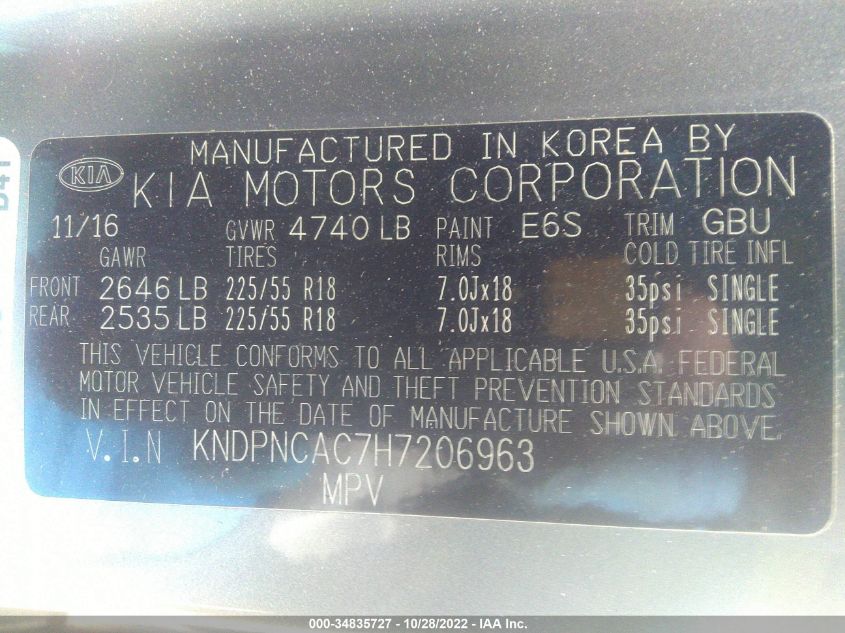 MANUFACTURED IN KOREA BY
KIA KIA MOTORS CORPORATION
11/16 GVWR 4740 LB PAINT E6S TRIM GBU
GAWR TIRES RIMS COLD TIRE INFL
FRONT 2646 LB 225/55 R18 7.0Jx18 35psi SINGLE
REAR 2535 LB 225/55 R18 7.0Jx18 35psi SINGLE
THIS VEHICLE CONFORMS TO ALL APPLICABLE U.S.A. FEDERAL
MOTOR VEHICLE SAFETY AND THEFT PREVENTION STANDARDS
IN EFFECT ON THE DATE OF MANUFACTURE SHOWN ABOVE.
V.I.N KNDPNCAC7H7206963
MPV
000-34835727 - 10/28/2022 - IAA Inc.